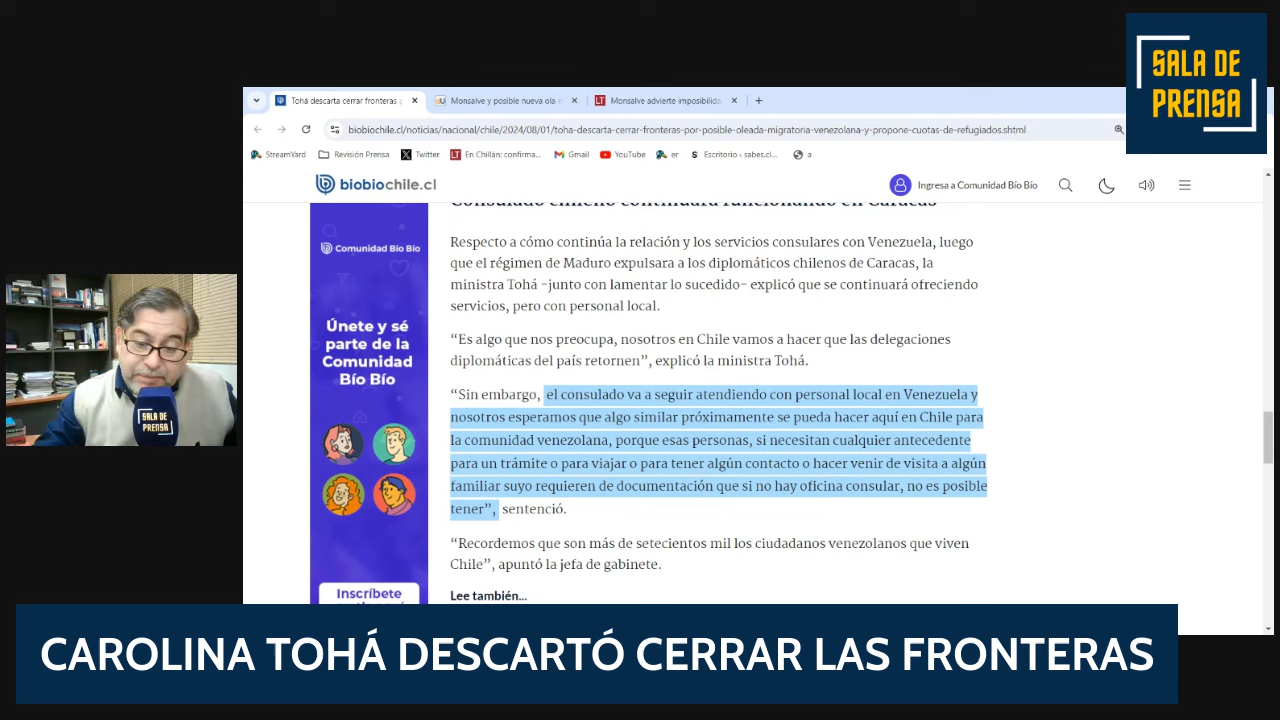 SALA DE
PRENSA
Tohá descarta cerrar fronteras
Monsalve y posible nueva ola
Monsalve advierte imposibilida
biobiochile.cl/noticias/nacional/chile/2024/08/01/toha-descarta-cerrar-fronteras-por-posible-oleada-migratoria-venezolana-y-propone-cuotas-de-refugiados.shtml
StreamYard
Revisión Prensa
Twitter
En Chillán: confirma...
Gmail
YouTube
er
Escritorio ‹ sabes.cl...
a
biobiochile.cl
Ingresa a Comunidad Bío Bío
Consulado chileno continuará funcionando en Caracas
Respecto a cómo continúa la relación y los servicios consulares con Venezuela, luego
que el régimen de Maduro expulsara a los diplomáticos chilenos de Caracas, la
ministra Tohá -junto con lamentar lo sucedido- explicó que se continuará ofreciendo
servicios, pero con personal local.
“Es algo que nos preocupa, nosotros en Chile vamos a hacer que las delegaciones
diplomáticas del país retornen”, explicó la ministra Tohá.
“Sin embargo, el consulado va a seguir atendiendo con personal local en Venezuela y
nosotros esperamos que algo similar próximamente se pueda hacer aquí en Chile para
la comunidad venezolana, porque esas personas, si necesitan cualquier antecedente
para un trámite o para viajar o para tener algún contacto o hacer venir de visita a algún
familiar suyo requieren de documentación que si no hay oficina consular, no es posible
tener”, sentenció.
“Recordemos que son más de setecientos mil los ciudadanos venezolanos que viven
Chile”, apuntó la jefa de gabinete.
Lee también...
Comunidad Bío Bío
Únete y sé
parte de la
Comunidad
Bío Bío
Inscríbete
SALA DE
PRENSA
CAROLINA TOHÁ DESCARTÓ CERRAR LAS FRONTERAS